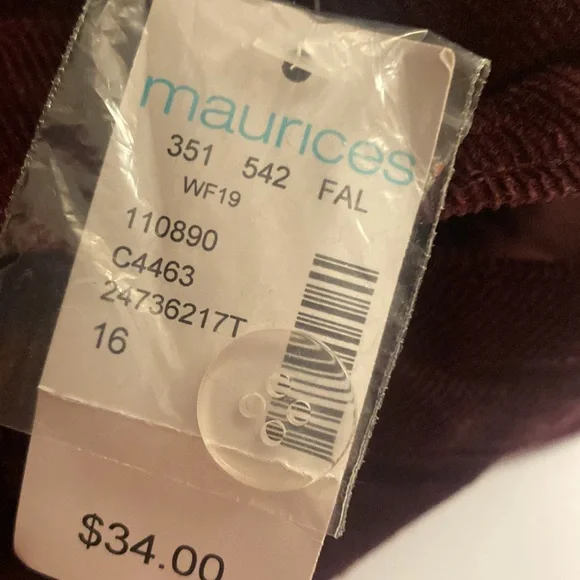 maurices
351 542 FAL
WF19
110890
C4463
24736217T
16
$34.00